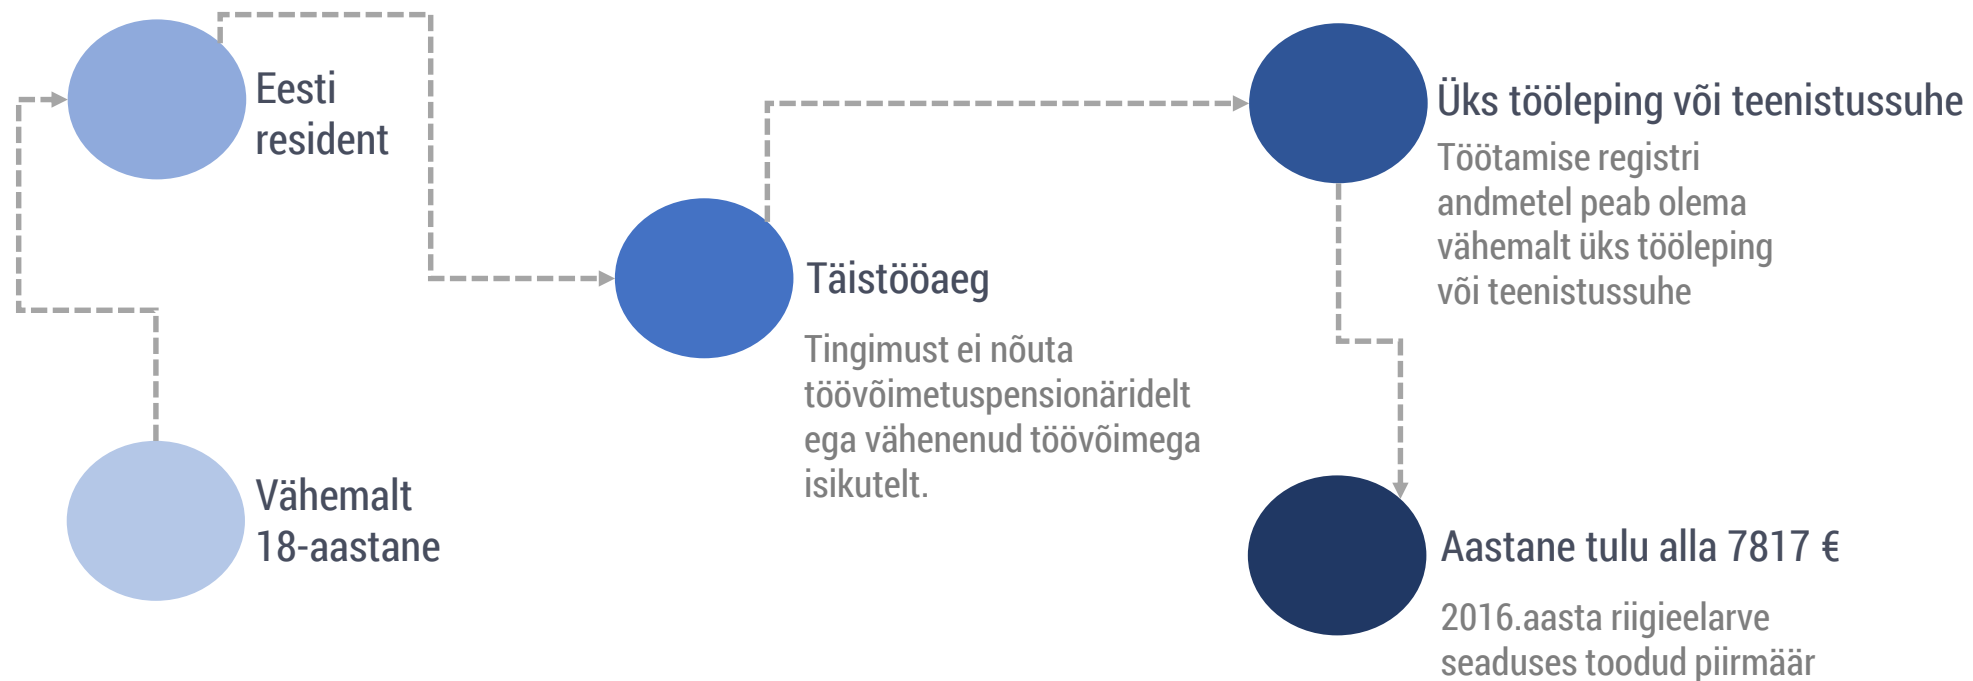 Eesti
resident
Vähemalt
18-aastane
Täistööaeg
Tingimust ei nõuta
töövõimetuspensionäridelt
ega vähenenud töövõimega
isikutelt.
Üks tööleping või teenistussuhe
Töötamise registri
andmetel peab olema
vähemalt üks tööleping
või teenistussuhe
Aastane tulu alla 7817 €
2016.aasta riigieelarve
seaduses toodud piirmäär